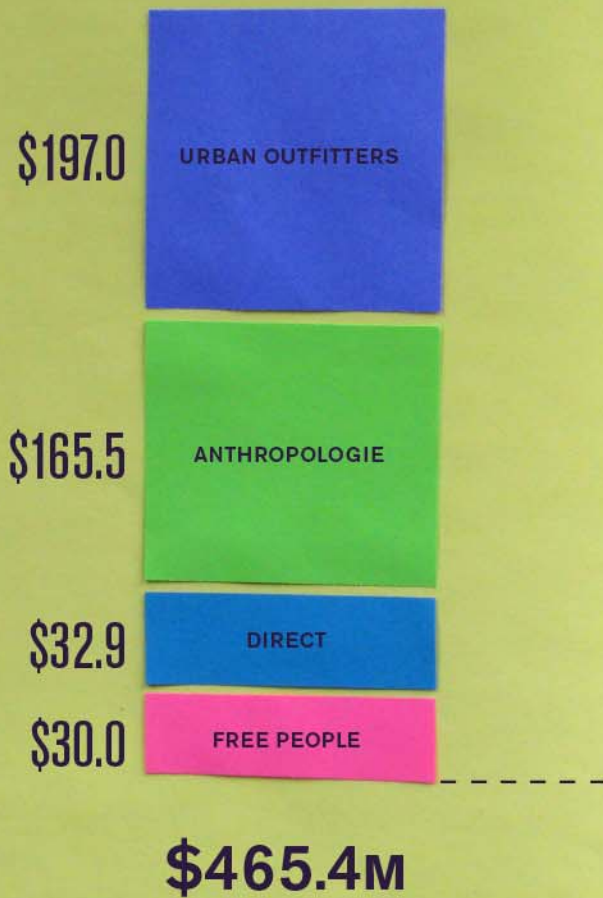 $197.0
URBAN OUTFITTERS
$165.5
ANTHROPOLOGIE
$32.9
DIRECT
$30.0
FREE PEOPLE
$465.4M